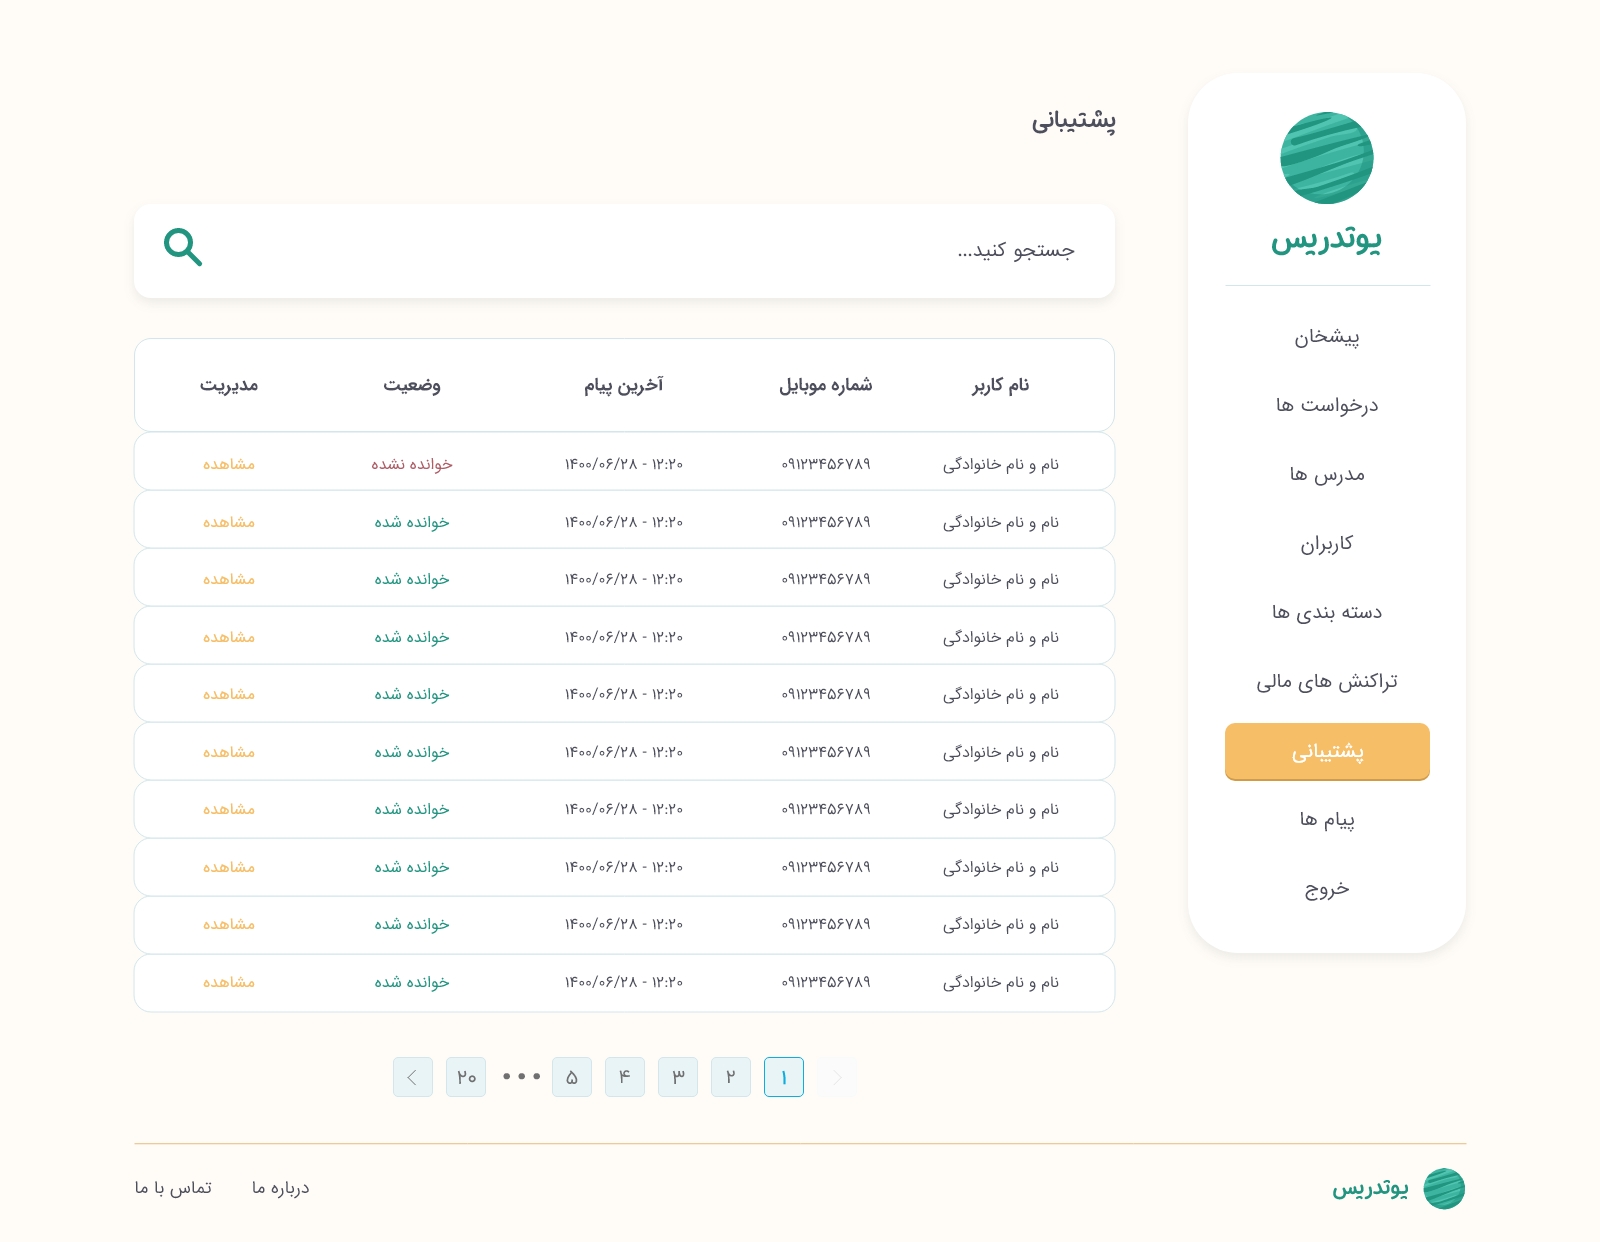 یوتدریس
پیشخان
درخواست ها
مدرس ها
کاربران
دسته بندی ها
تراکنش های مالی
پشتیبانی
پیام ها
خروج
پشتیبانی
جستجو کنید...
نام کاربر شماره موبایل آخرین پیام وضعیت مدیریت
نام و نام خانوادگی ۰۹۱۲۳۴۵۶۷۸۹ ۱۴۰۰/۰۶/۲۸ - ۱۲:۲۰ خوانده نشده مشاهده
نام و نام خانوادگی ۰۹۱۲۳۴۵۶۷۸۹ ۱۴۰۰/۰۶/۲۸ - ۱۲:۲۰ خوانده شده مشاهده
نام و نام خانوادگی ۰۹۱۲۳۴۵۶۷۸۹ ۱۴۰۰/۰۶/۲۸ - ۱۲:۲۰ خوانده شده مشاهده
نام و نام خانوادگی ۰۹۱۲۳۴۵۶۷۸۹ ۱۴۰۰/۰۶/۲۸ - ۱۲:۲۰ خوانده شده مشاهده
نام و نام خانوادگی ۰۹۱۲۳۴۵۶۷۸۹ ۱۴۰۰/۰۶/۲۸ - ۱۲:۲۰ خوانده شده مشاهده
نام و نام خانوادگی ۰۹۱۲۳۴۵۶۷۸۹ ۱۴۰۰/۰۶/۲۸ - ۱۲:۲۰ خوانده شده مشاهده
نام و نام خانوادگی ۰۹۱۲۳۴۵۶۷۸۹ ۱۴۰۰/۰۶/۲۸ - ۱۲:۲۰ خوانده شده مشاهده
نام و نام خانوادگی ۰۹۱۲۳۴۵۶۷۸۹ ۱۴۰۰/۰۶/۲۸ - ۱۲:۲۰ خوانده شده مشاهده
نام و نام خانوادگی ۰۹۱۲۳۴۵۶۷۸۹ ۱۴۰۰/۰۶/۲۸ - ۱۲:۲۰ خوانده شده مشاهده
نام و نام خانوادگی ۰۹۱۲۳۴۵۶۷۸۹ ۱۴۰۰/۰۶/۲۸ - ۱۲:۲۰ خوانده شده مشاهده
۱ ۲ ۳ ۴ ۵ ••• ۲۰
یوتدریس درباره ما تماس با ما